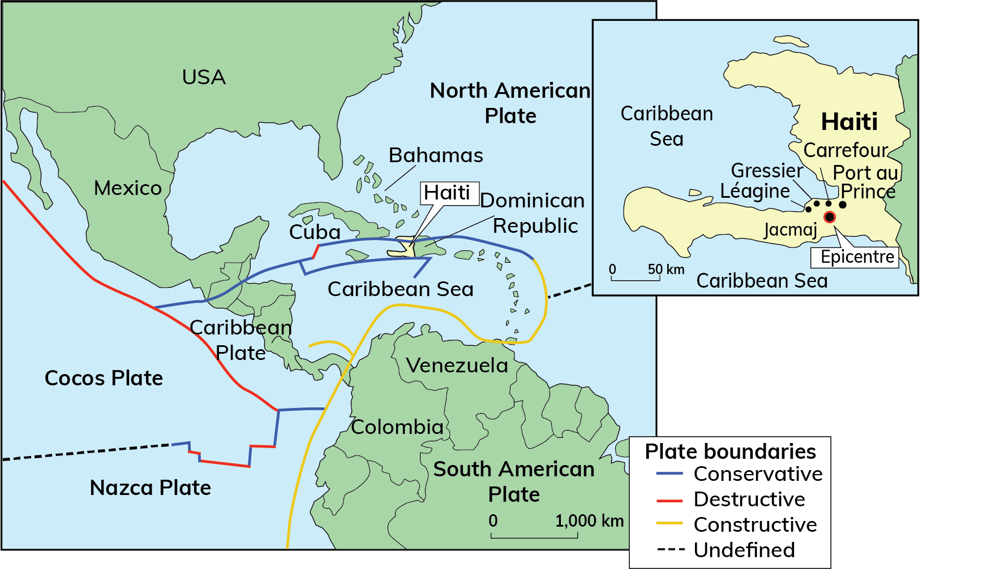 USA
North American
Plate
Bahamas
Mexico
Haiti
Dominican
Republic
Cuba
Caribbean Sea
Caribbean
Plate
Cocos Plate
Venezuela
Colombia
Nazca Plate
South American
Plate
0 1,000 km
Caribbean
Sea
Haiti
Carrefour
Gressier
Port au
Prince
Léagine
Jacmaj
Epicentre
0 50 km
Caribbean Sea
Plate boundaries
Conservative
Destructive
Constructive
Undefined